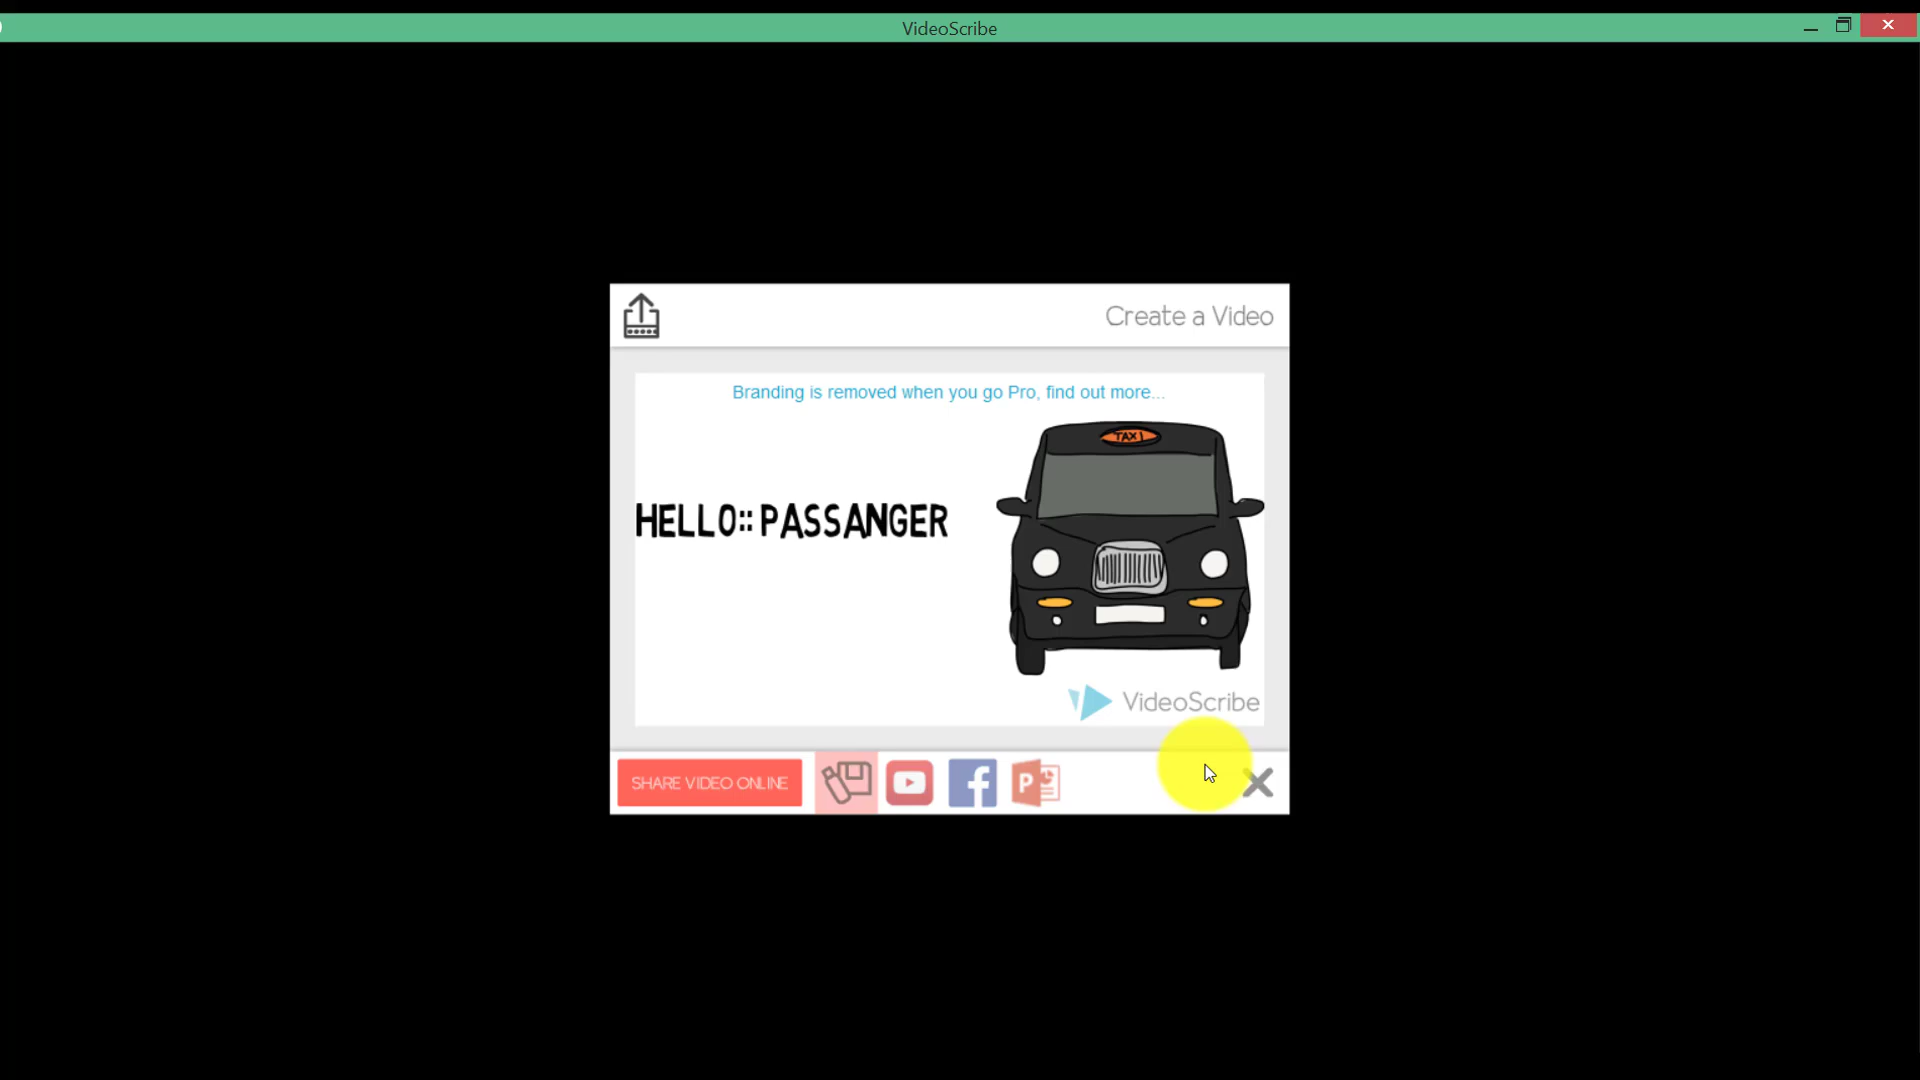 VideoScribe
Create a Video
Branding is removed when you go Pro, find out more...
TAXI
HELLO:: PASSANGER
VideoScribe
SHARE VIDEO ONLINE
P